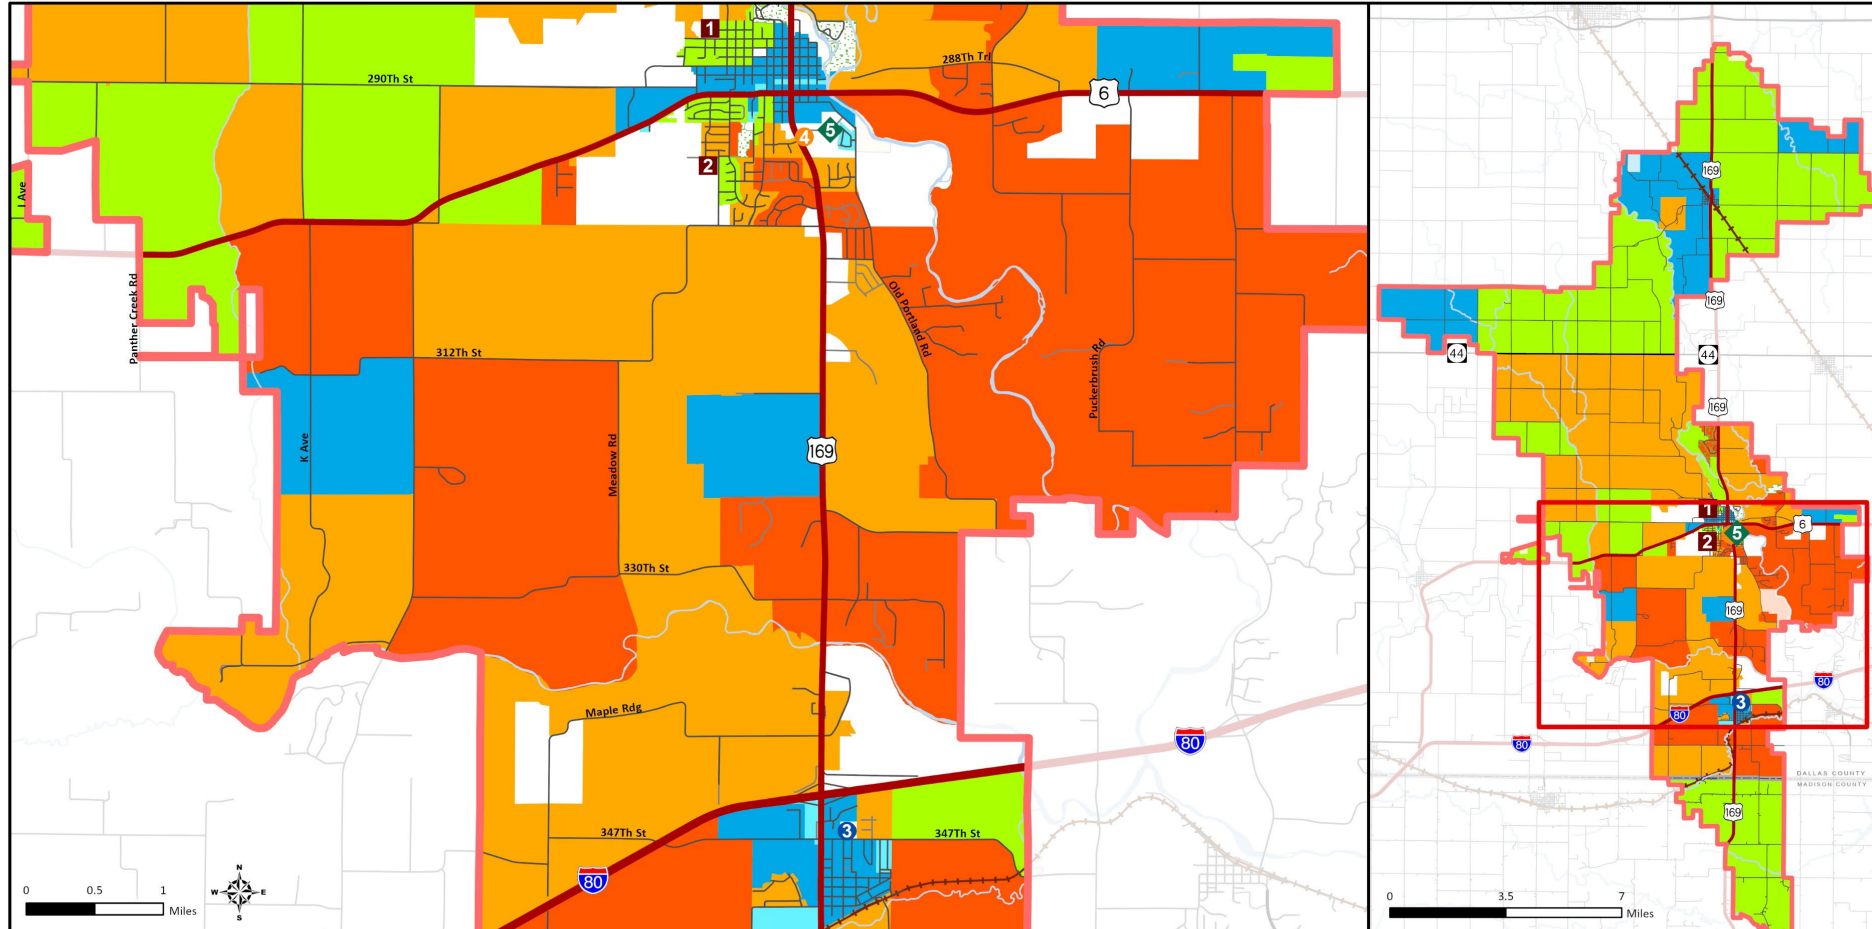 1
290Th St
288Th Trl
6
5
4
2
I Ave
Panther Creek Rd
Old Portland Rd
312Th St
Puckerbrush Rd
K Ave
Meadow Rd
169
330Th St
Maple Rdg
80
347Th St
3
347Th St
80
0 0.5 1
Miles
N
W E
S
169
169
44
44
169
1
6
5
2
169
80
3
80
80
DALLAS COUNTY
MADISON COUNTY
169
0 3.5 7
Miles